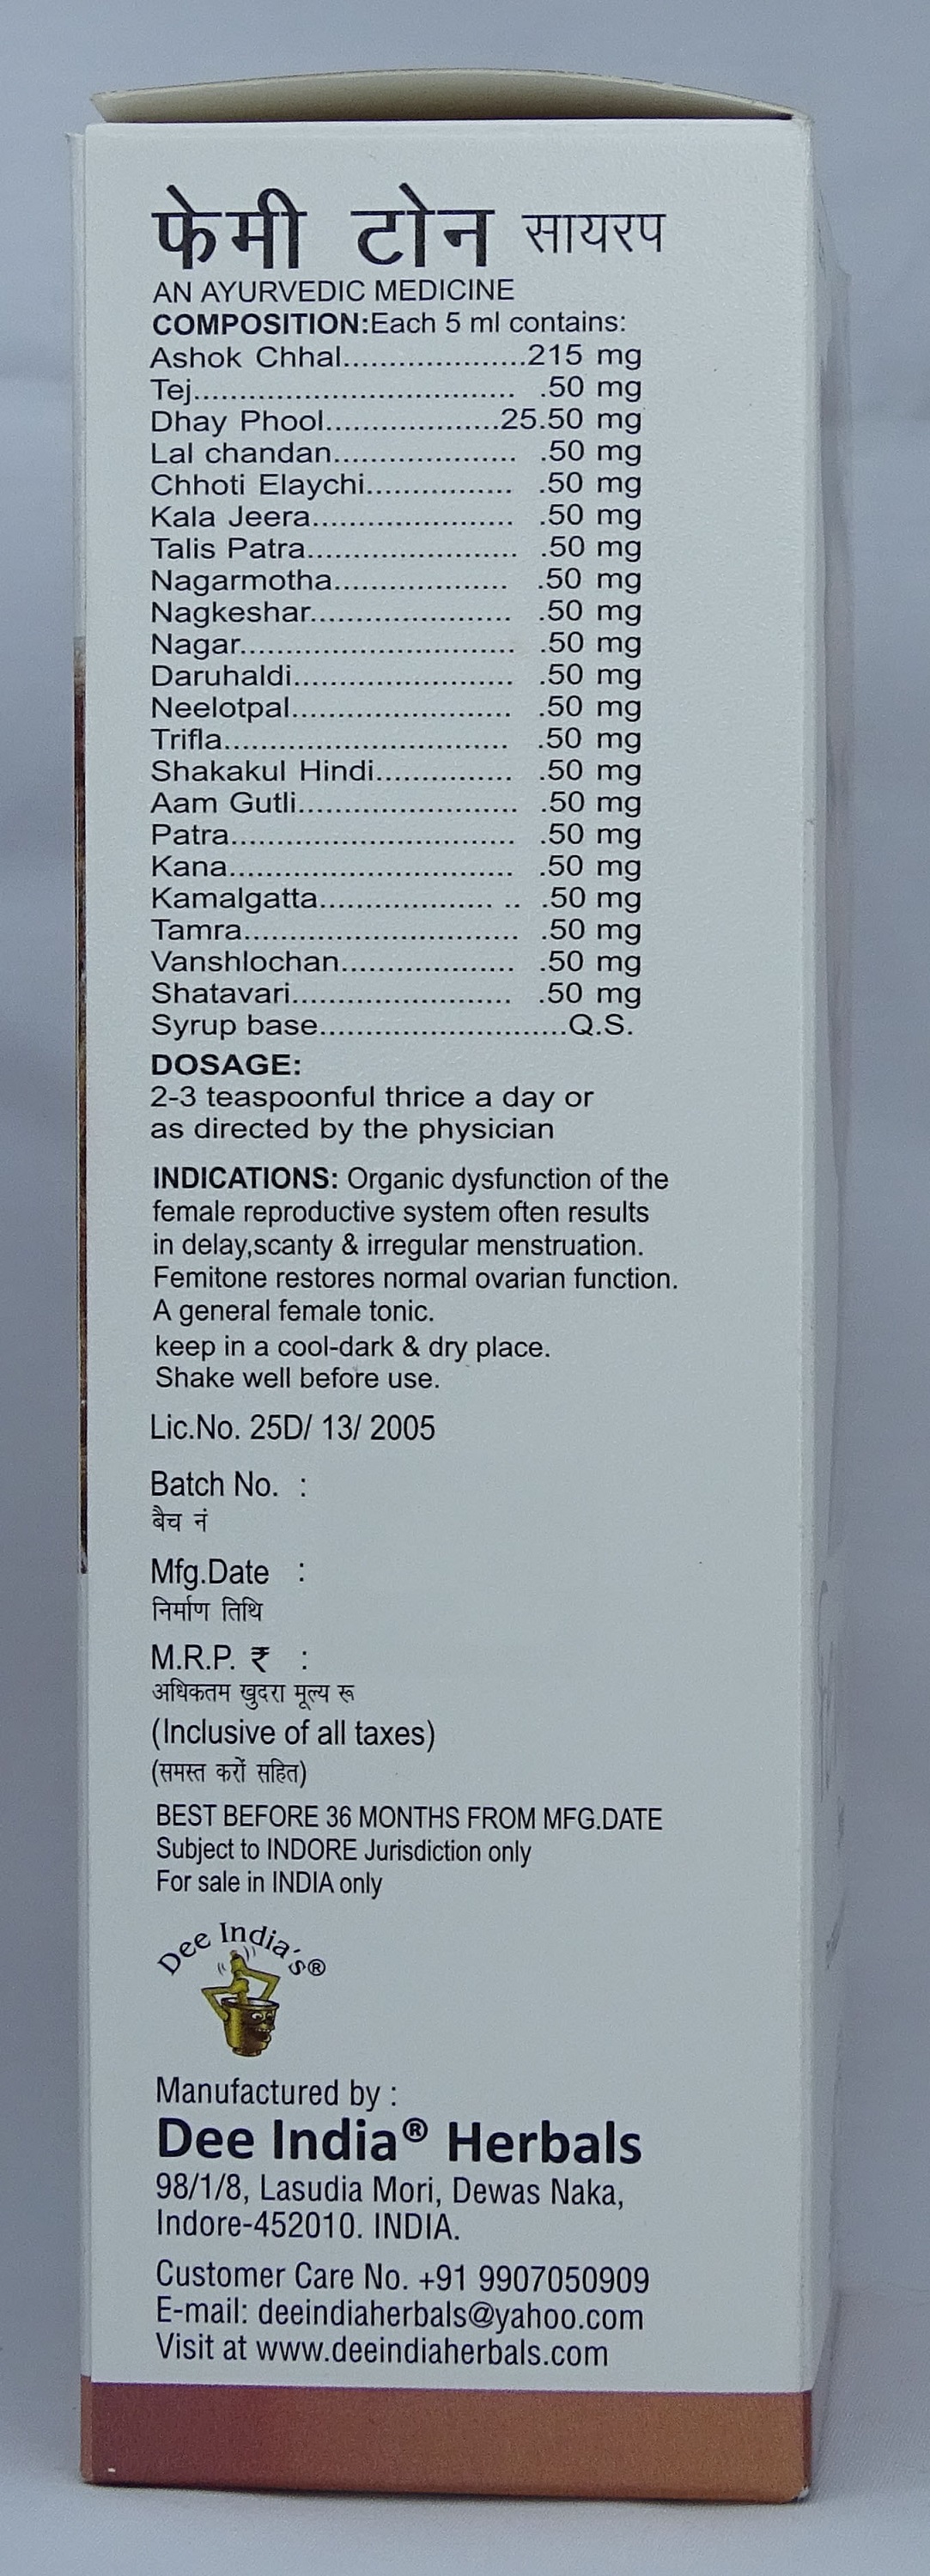 फेमी टोन सायरप
AN AYURVEDIC MEDICINE
COMPOSITION:Each 5 ml contains:
Ashok Chhal....................215 mg
Tej................................... .50 mg
Dhay Phool...................25.50 mg
Lal chandan.................... .50 mg
Chhoti Elaychi................ .50 mg
Kala Jeera...................... .50 mg
Talis Patra....................... .50 mg
Nagarmotha................... .50 mg
Nagkeshar...................... .50 mg
Nagar.............................. .50 mg
Daruhaldi........................ .50 mg
Neelotpal........................ .50 mg
Trifla............................... .50 mg
Shakakul Hindi............... .50 mg
Aam Gutli........................ .50 mg
Patra............................... .50 mg
Kana............................... .50 mg
Kamalgatta................... .. .50 mg
Tamra.............................. .50 mg
Vanshlochan................... .50 mg
Shatavari........................ .50 mg
Syrup base...........................Q.S.
DOSAGE:
2-3 teaspoonful thrice a day or
as directed by the physician
INDICATIONS: Organic dysfunction of the
female reproductive system often results
in delay,scanty & irregular menstruation.
Femitone restores normal ovarian function.
A general female tonic.
keep in a cool-dark & dry place.
Shake well before use.
Lic.No. 25D/ 13/ 2005
Batch No. :
बैच नं
Mfg.Date :
निर्माण तिथि
M.R.P. ₹ :
अधिकतम खुदरा मूल्य रू
(Inclusive of all taxes)
(समस्त करों सहित)
BEST BEFORE 36 MONTHS FROM MFG.DATE
Subject to INDORE Jurisdiction only
For sale in INDIA only
Dee India's®
Manufactured by :
Dee India® Herbals
98/1/8, Lasudia Mori, Dewas Naka,
Indore-452010. INDIA.
Customer Care No. +91 9907050909
E-mail: deeindiaherbals@yahoo.com
Visit at www.deeindiaherbals.com